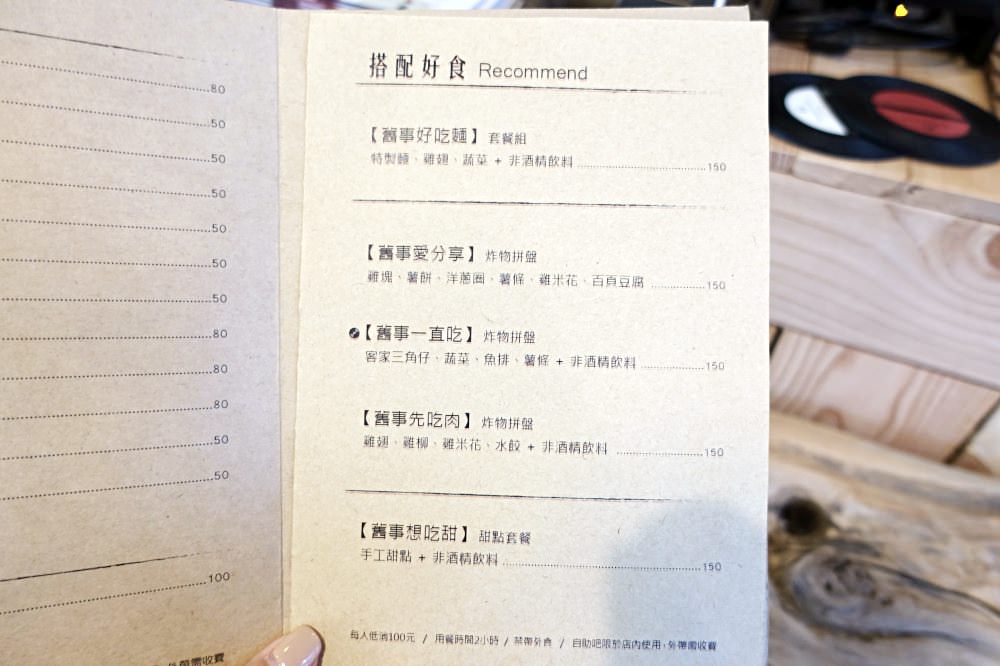 80
50
50
50
50
50
50
80
80
80
50
50
100
外帶需收費
搭配好食 Recommend
【舊事好吃麵】套餐組
特製麵、雞翅、蔬菜 + 非酒精飲料 150
【舊事愛分享】炸物拼盤
雞塊、薯餅、洋蔥圈、薯條、雞米花、百頁豆腐 150
【舊事一直吃】炸物拼盤
客家三角仔、蔬菜、魚排、薯條 + 非酒精飲料 150
【舊事先吃肉】炸物拼盤
雞翅、雞柳、雞米花、水餃 + 非酒精飲料 150
【舊事想吃甜】甜點套餐
手工甜點 + 非酒精飲料 150
每人低消100元 / 用餐時間2小時 / 禁帶外食 / 自助吧限於店內使用,外帶需收費